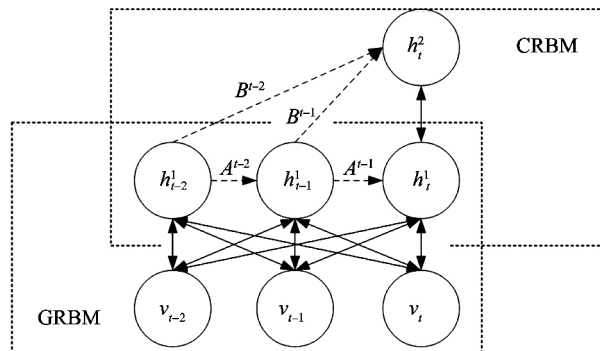 h_t^2
CRBM
B^{t-2}
B^{t-1}
A^{t-2}
A^{t-1}
h_{t-2}^1
h_{t-1}^1
h_t^1
v_{t-2}
v_{t-1}
v_t
GRBM